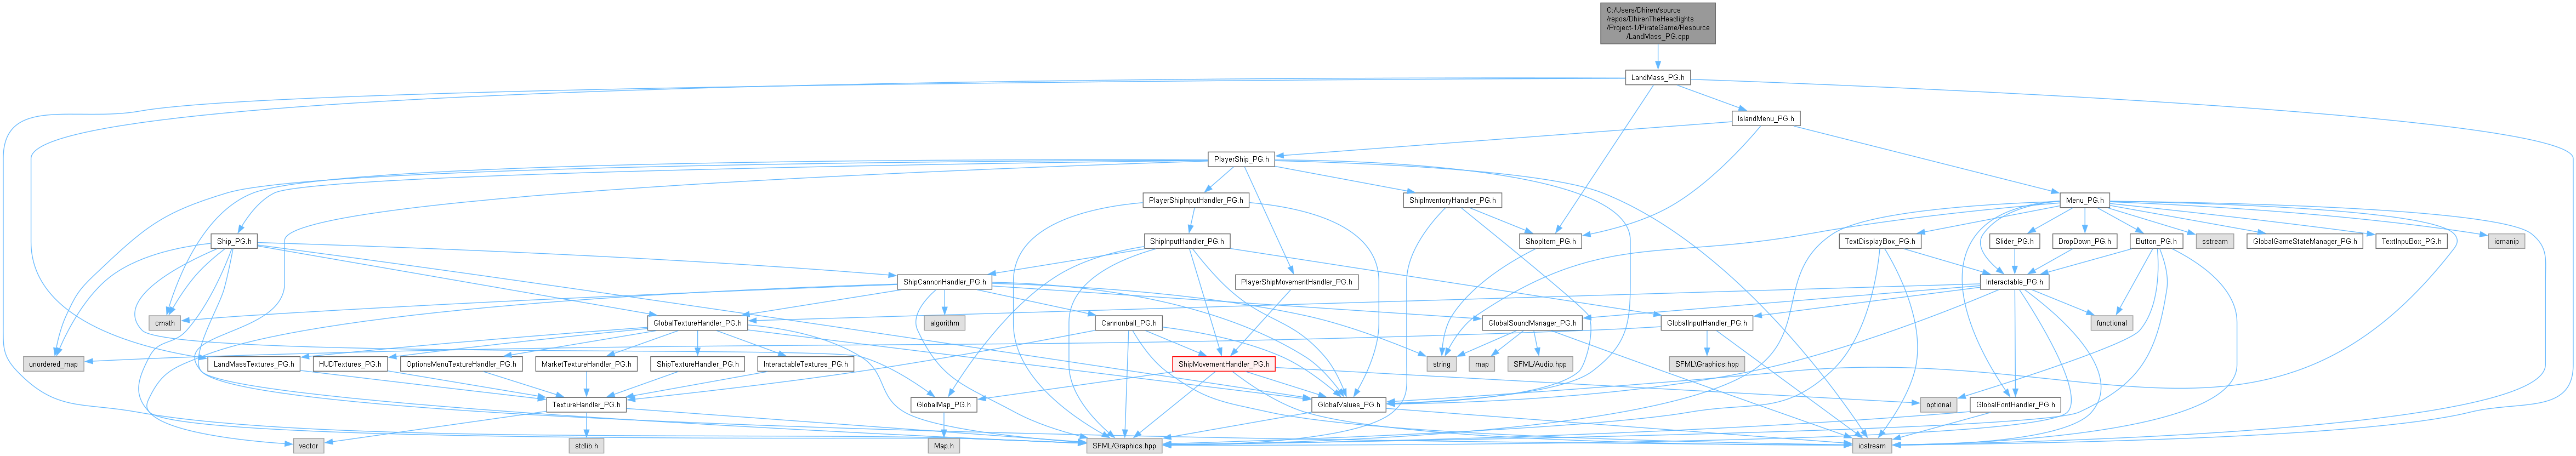 C:/Users/Dhiren/source
/repos/DhirenTheHeadlights
/Project-1/PirateGame/Resource
/LandMass_PG.cpp
LandMass_PG.h
IslandMenu_PG.h
PlayerShip_PG.h
PlayerShipInputHandler_PG.h
ShipInventoryHandler_PG.h
Menu_PG.h
Ship_PG.h
ShipInputHandler_PG.h
ShopItem_PG.h
TextDisplayBox_PG.h
Slider_PG.h
DropDown_PG.h
Button_PG.h
sstream
GlobalGameStateManager_PG.h
TextInputBox_PG.h
iomanip
ShipCannonHandler_PG.h
PlayerShipMovementHandler_PG.h
Interactable_PG.h
cmath
GlobalTextureHandler_PG.h
algorithm
Cannonball_PG.h
GlobalSoundManager_PG.h
GlobalInputHandler_PG.h
functional
unordered_map
LandMassTextures_PG.h
HUDTextures_PG.h
OptionsMenuTextureHandler_PG.h
MarketTextureHandler_PG.h
ShipTextureHandler_PG.h
InteractableTextures_PG.h
ShipMovementHandler_PG.h
string
map
SFML/Audio.hpp
SFML\Graphics.hpp
TextureHandler_PG.h
GlobalMap_PG.h
GlobalValues_PG.h
optional
GlobalFontHandler_PG.h
vector
stdlib.h
Map.h
SFML/Graphics.hpp
iostream